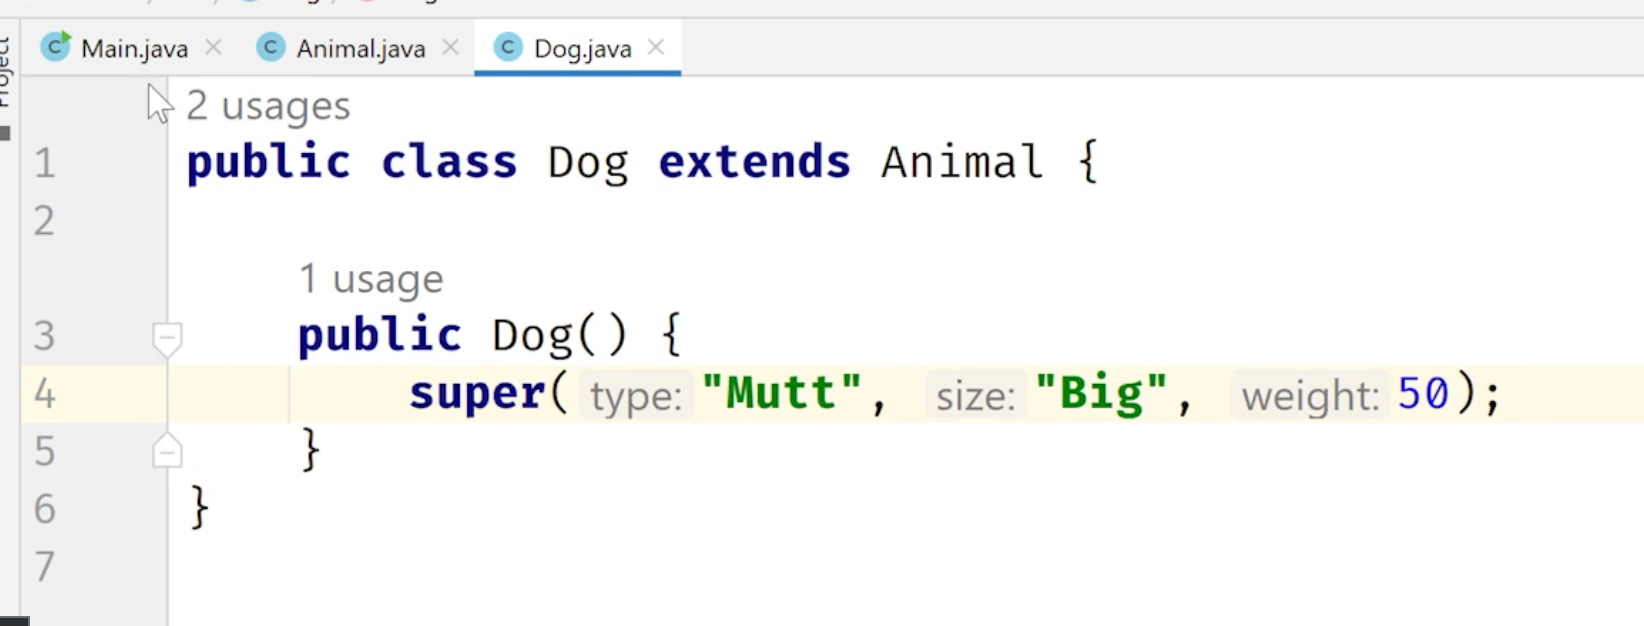 Project
Main.java Animal.java Dog.java
2 usages
1 public class Dog extends Animal {
2
1 usage
3 public Dog() {
4 super( type: "Mutt", size: "Big", weight: 50);
5 }
6 }
7